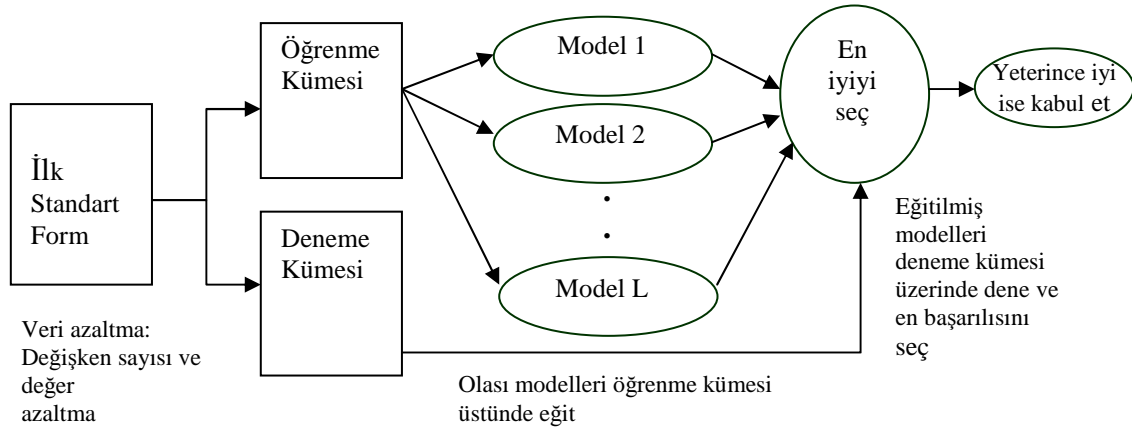 İlk
Standart
Form
Veri azaltma:
Değişken sayısı ve
değer
azaltma
Öğrenme
Kümesi
Deneme
Kümesi
Model 1
Model 2
.
.
Model L
Olası modelleri öğrenme kümesi
üstünde eğit
En
iyiyi
seç
Eğitilmiş
modelleri
deneme kümesi
üzerinde dene ve
en başarılısını
seç
Yeterince iyi
ise kabul et